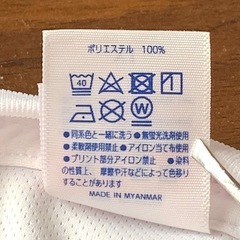 ポリエステル 100%
40
W
●同系色と一緒に洗う ●無蛍光洗剤使用
●柔軟剤使用禁止 ●アイロン当て布使用
●プリント部分アイロン禁止 ●染料
の性質上、摩擦や汗などによって色移り
することがあります
MADE IN MYANMAR